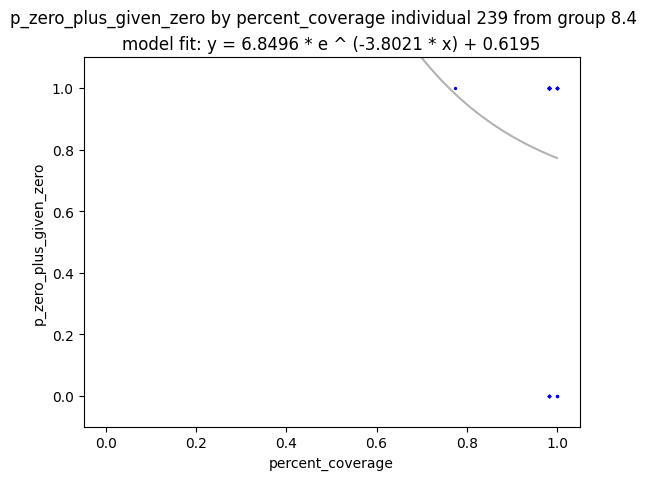 p_zero_plus_given_zero by percent_coverage individual 239 from group 8.4
model fit: y = 6.8496 * e ^ (-3.8021 * x) + 0.6195
1.0
0.8
0.6
0.4
0.2
0.0
p_zero_plus_given_zero
0.0 0.2 0.4 0.6 0.8 1.0
percent_coverage